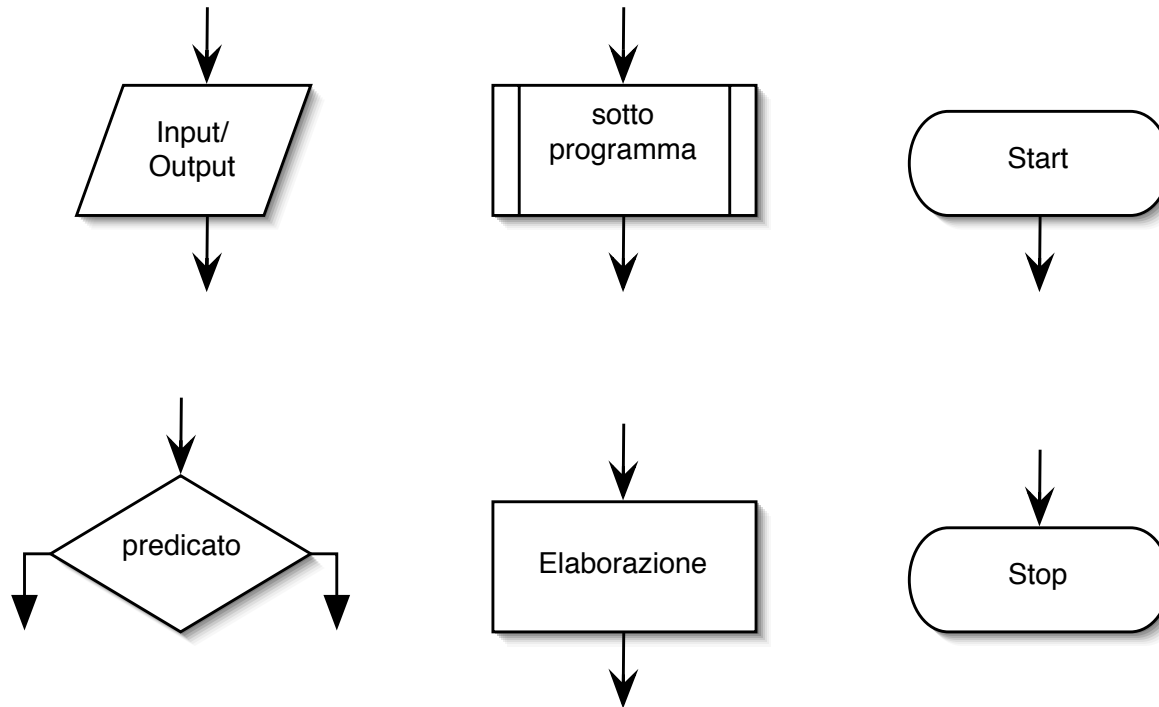 Input/
Output
sotto
programma
Start
predicato
Elaborazione
Stop